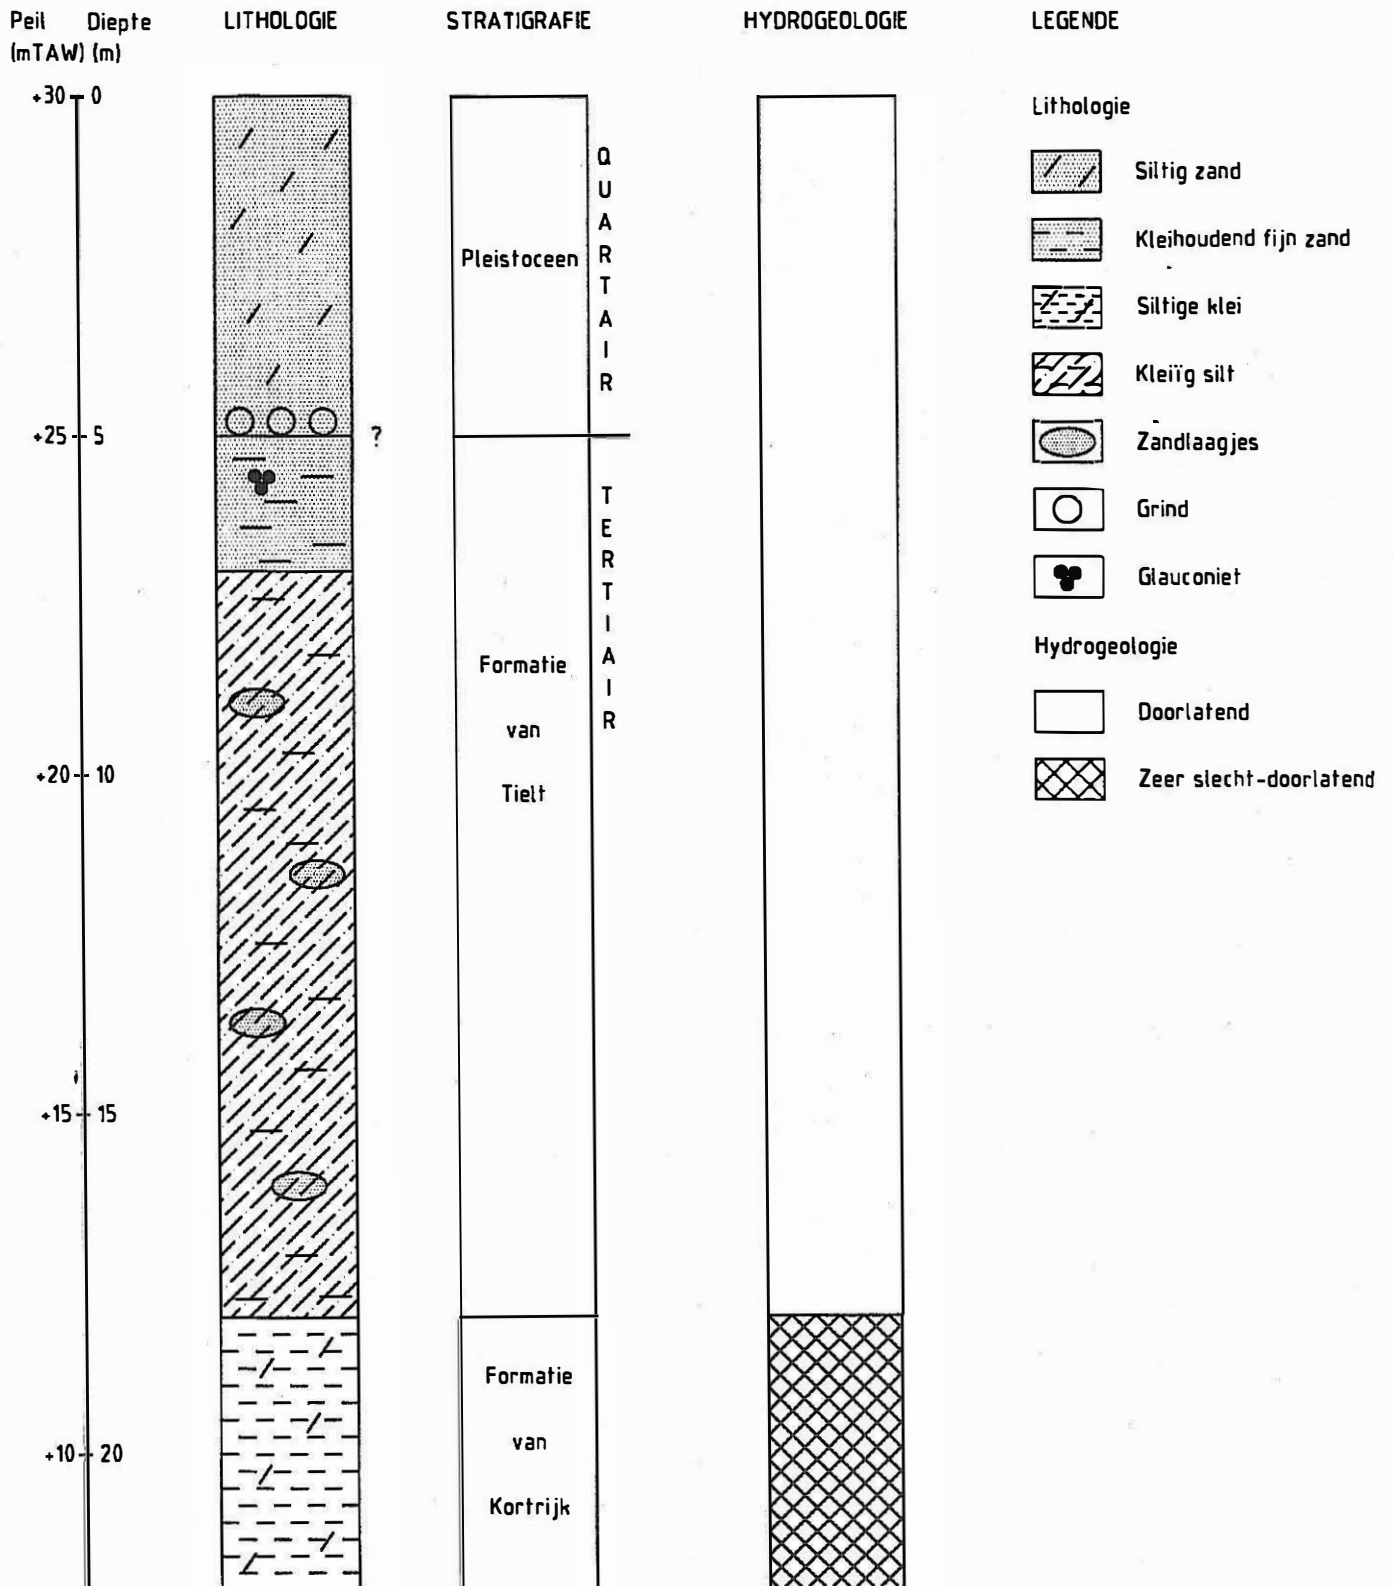 Peil Diepte LITHOLOGIE STRATIGRAFIE HYDROGEOLOGIE LEGENDE
(mTAW) (m)
+30 0
Lithologie
QUARTAIR
Siltig zand
Kleihoudend fijn zand
Pleistoceen
Siltige klei
Kleiïg silt
+25 5 ?
Zandlaagjes
TERTIAIR
Grind
Glauconiet
Hydrogeologie
Formatie
van
Tielt
Doorlatend
+20 10
Zeer slecht-doorlatend
+15 15
Formatie
van
Kortrijk
+10 20